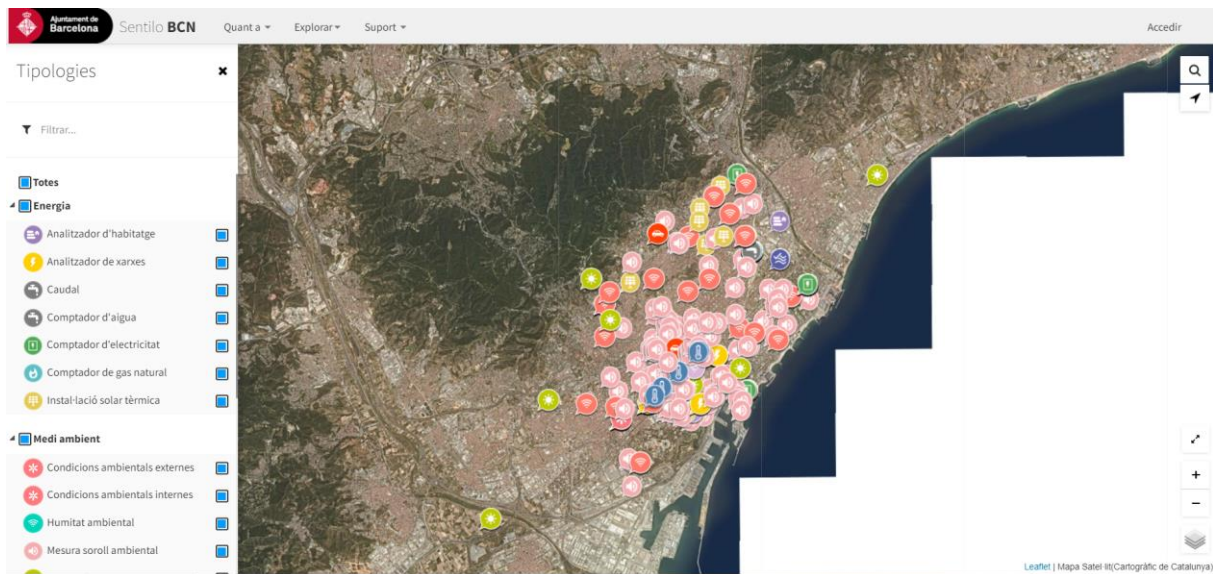 Ajuntament de
Barcelona
Sentilo BCN
Quant a
Explorar
Suport
Accedir
Tipologies
Filtrar...
Totes
Energia
Analitzador d'habitatge
Analitzador de xarxes
Caudal
Comptador d'aigua
Comptador d'electricitat
Comptador de gas natural
Instal·lació solar tèrmica
Medi ambient
Condicions ambientals externes
Condicions ambientals internes
Humitat ambiental
Mesura soroll ambiental
Leaflet | Mapa Satel·lit(Cartogràfic de Catalunya)